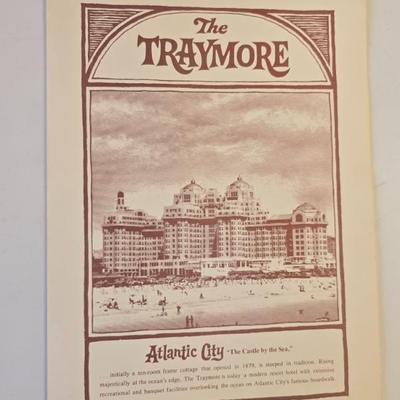 The
TRAYMORE
Atlantic City "The Castle by the Sea,"
...initially a ten-room frame cottage that opened in 1879, is steeped in tradition. Rising
majestically at the ocean's edge, The Traymore is today a modern resort hotel with extensive
recreational and banquet facilities overlooking the ocean on Atlantic City's famous boardwalk.